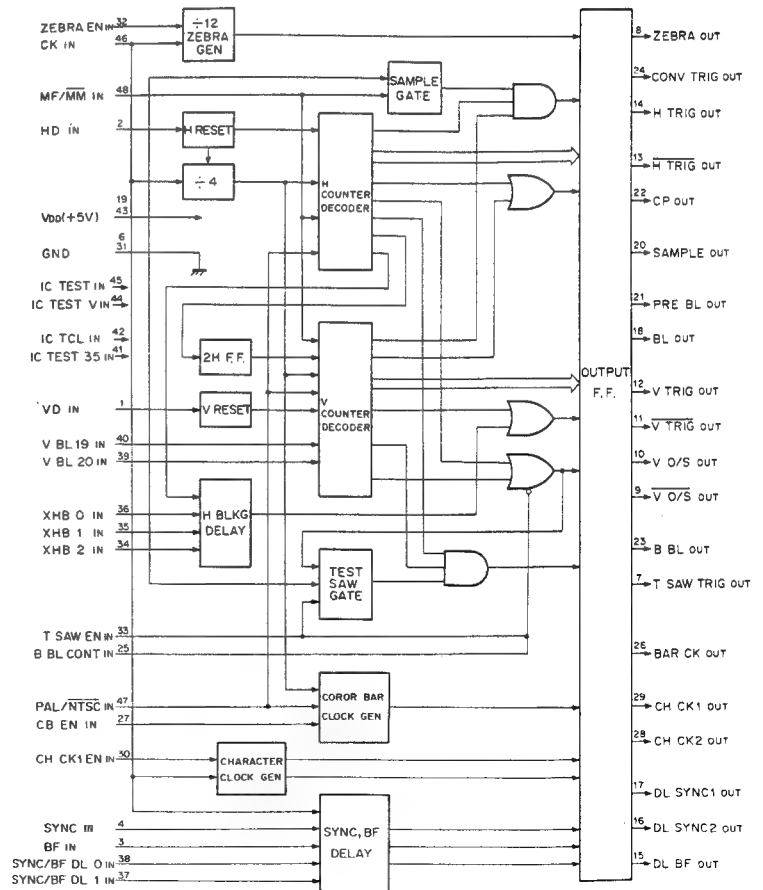 ZEBRA EN IN 32
CK IN 46
MF/MM IN 48
HD IN 2
19
VDD(+5V) 43
6
GND 31
IC TEST IN 45
IC TEST V IN 44
IC TCL IN 42
IC TEST 35 IN 41
VD IN 1
V BL 19 IN 40
V BL 20 IN 39
XHB 0 IN 36
XHB 1 IN 35
XHB 2 IN 34
T SAW EN IN 33
B BL CONT IN 25
PAL/NTSC IN 47
CB EN IN 27
CH CK1 EN IN 30
SYNC IN 4
BF IN 3
SYNC/BF DL 0 IN 38
SYNC/BF DL 1 IN 37
÷12
ZEBRA
GEN
SAMPLE
GATE
H RESET
÷4
H
COUNTER
DECODER
2H F.F.
V RESET
V
COUNTER
DECODER
H BLKG
DELAY
TEST
SAW
GATE
COROR BAR
CLOCK GEN
CHARACTER
CLOCK GEN
SYNC, BF
DELAY
OUTPUT
F.F.
8 ZEBRA OUT
24 CONV TRIG OUT
14 H TRIG OUT
13 H TRIG OUT
22 CP OUT
20 SAMPLE OUT
21 PRE BL OUT
18 BL OUT
12 V TRIG OUT
11 V TRIG OUT
10 V O/S OUT
9 V O/S OUT
23 B BL OUT
7 T SAW TRIG OUT
26 BAR CK OUT
29 CH CK1 OUT
28 CH CK2 OUT
17 DL SYNC1 OUT
16 DL SYNC2 OUT
15 DL BF OUT